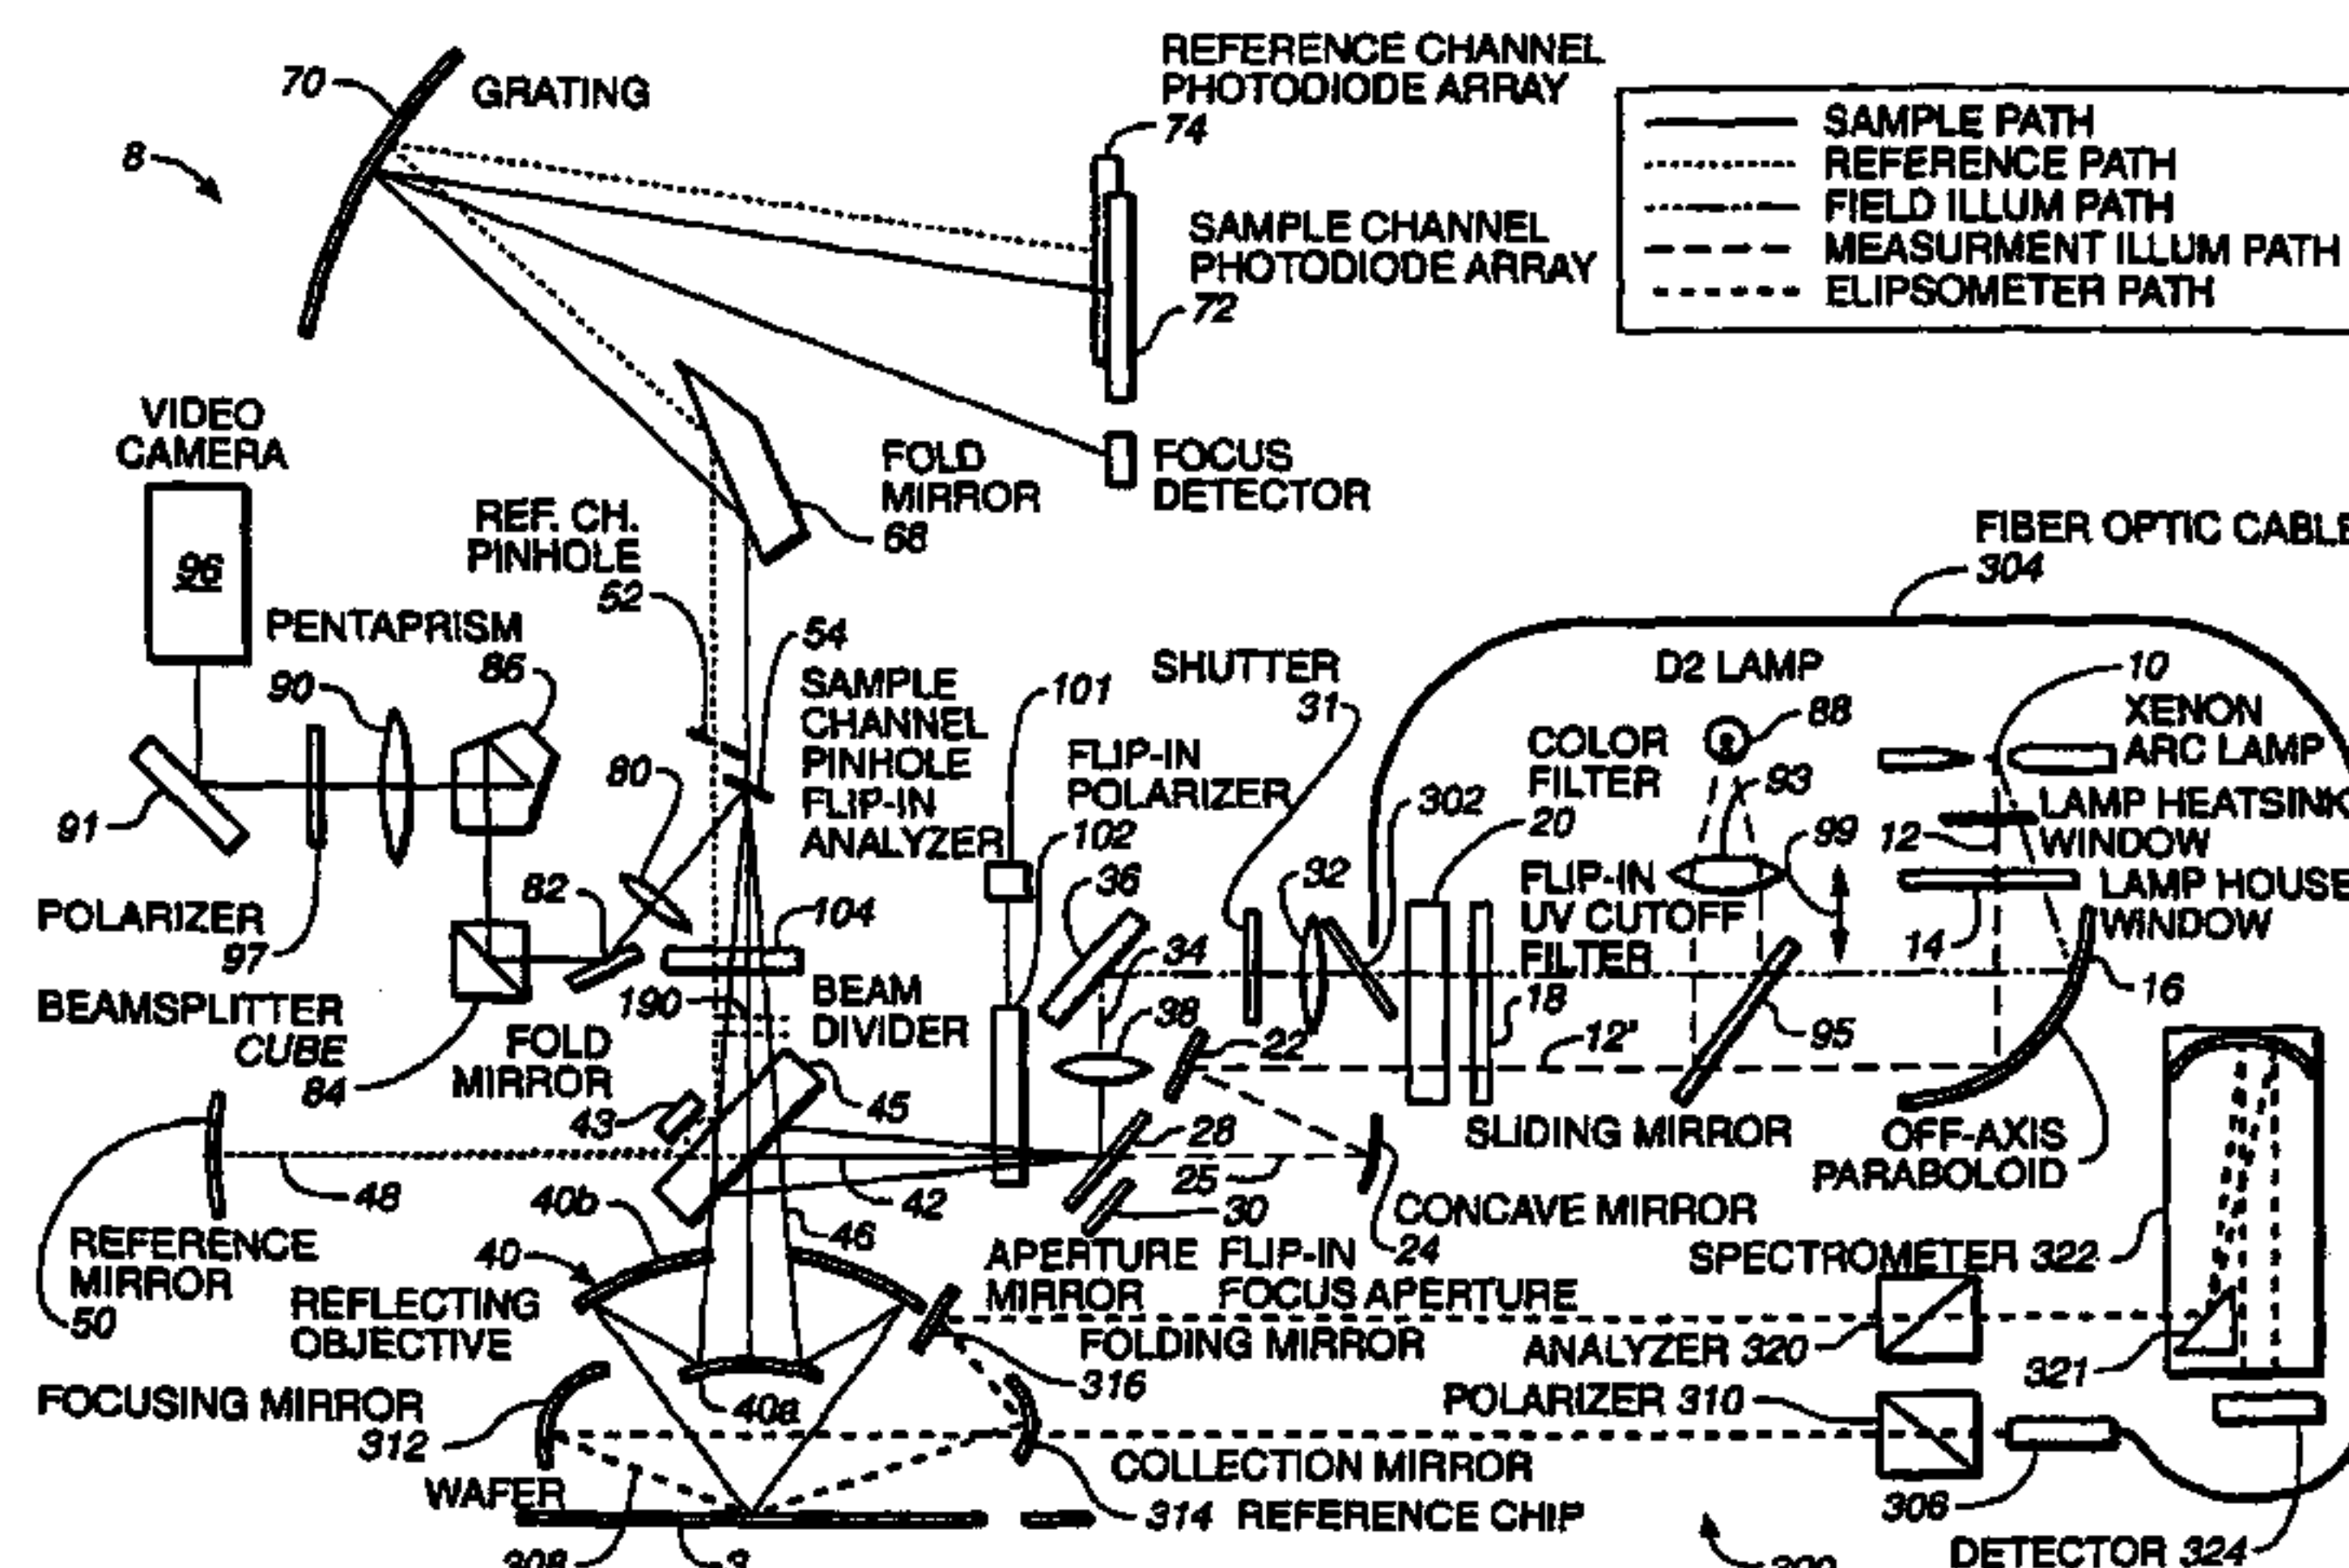 REFERENCE CHANNEL
PHOTODIODE ARRAY
74
70
GRATING
8
SAMPLE PATH
REFERENCE PATH
FIELD ILLUM PATH
MEASURMENT ILLUM PATH
ELIPSOMETER PATH
SAMPLE CHANNEL
PHOTODIODE ARRAY
72
VIDEO
CAMERA
96
FOLD
MIRROR
68
FOCUS
DETECTOR
REF. CH.
PINHOLE
52
FIBER OPTIC CABLE
304
PENTAPRISM
86
90
54
SAMPLE
CHANNEL
PINHOLE
FLIP-IN
ANALYZER
80
101
SHUTTER
31
FLIP-IN
POLARIZER
102
302
D2 LAMP
88
COLOR
FILTER
20
93
10
XENON
ARC LAMP
LAMP HEATSINK
WINDOW
12
99
91
82
104
36
32
FLIP-IN
UV CUTOFF
FILTER
LAMP HOUSE
WINDOW
14
POLARIZER
97
34
16
BEAMSPLITTER
CUBE
84
FOLD
MIRROR
43
190
BEAM
DIVIDER
45
38
22
18
12'
95
SLIDING MIRROR
OFF-AXIS
PARABOLOID
28
25
48
42
40b
46
30
CONCAVE MIRROR
24
REFERENCE
MIRROR
50
40
REFLECTING
OBJECTIVE
APERTURE
MIRROR
FLIP-IN
FOCUS APERTURE
SPECTROMETER 322
FOLDING MIRROR
316
ANALYZER 320
321
FOCUSING MIRROR
312
40a
POLARIZER 310
COLLECTION MIRROR
314
REFERENCE CHIP
WAFER
306
DETECTOR 324
308
3
300